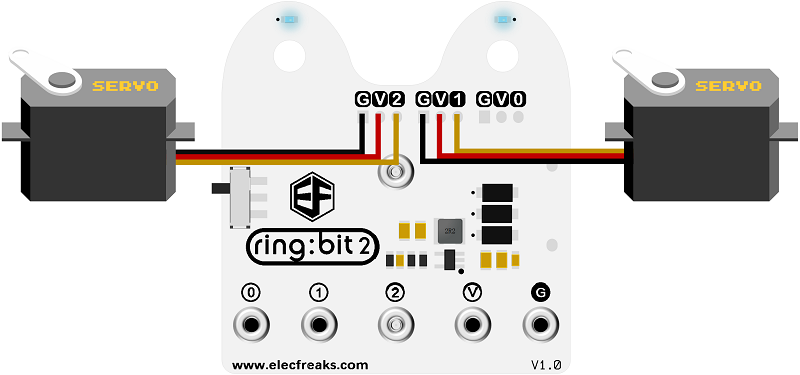 SERVO
SERVO
GV2 GV1 GV0
EF
282
ring:bit 2
0 1 2 V G
www.elecfreaks.com V1.0